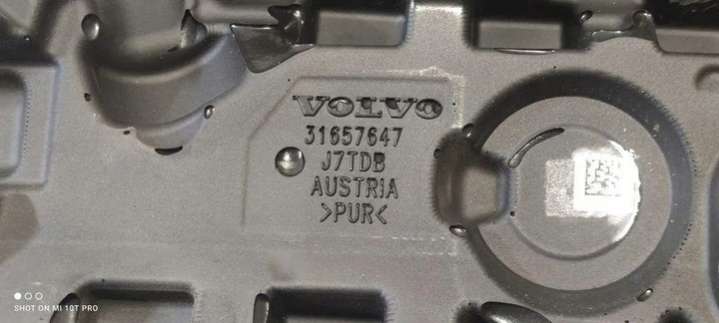 VOLVO
31657647
J7TDB
AUSTRIA
>PUR<
SHOT ON MI 10T PRO